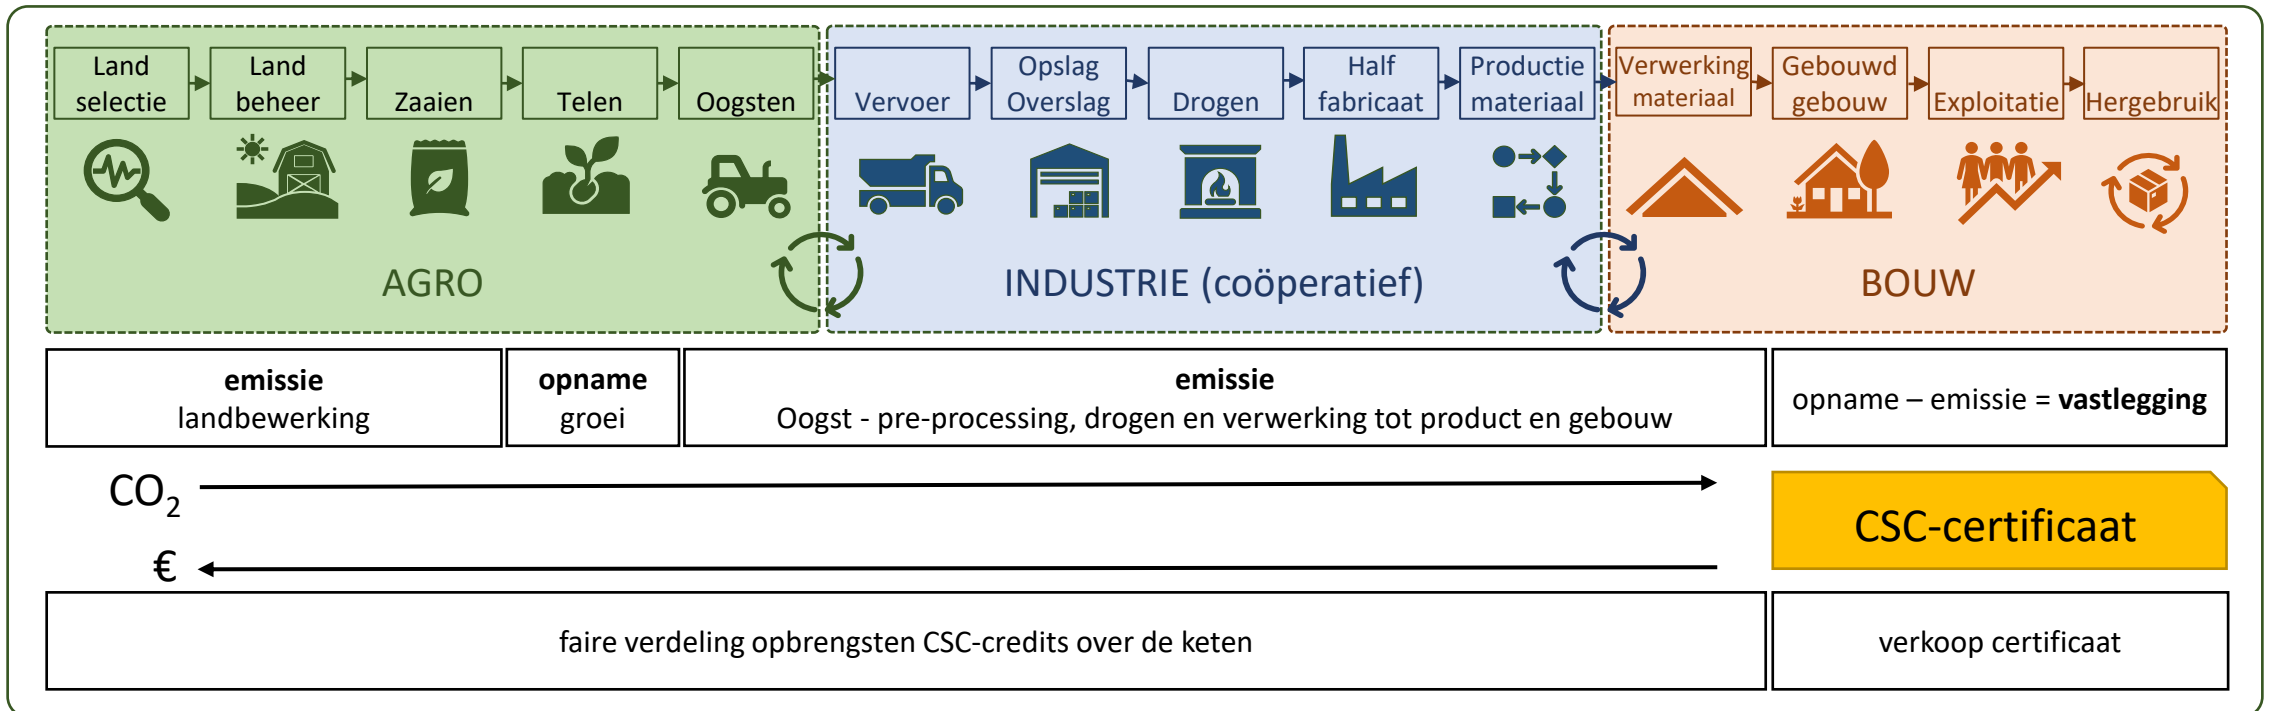 Land
selectie
Land
beheer
Zaaien
Telen
Oogsten
Vervoer
Opslag
Overslag
Drogen
Half
fabricaat
Productie
materiaal
Verwerking
materiaal
Gebouwd
gebouw
Exploitatie
Hergebruik
AGRO
INDUSTRIE (coöperatief)
BOUW
emissie
landbewerking
opname
groei
emissie
Oogst - pre-processing, drogen en verwerking tot product en gebouw
opname – emissie = vastlegging
CO₂
CSC-certificaat
€
faire verdeling opbrengsten CSC-credits over de keten
verkoop certificaat